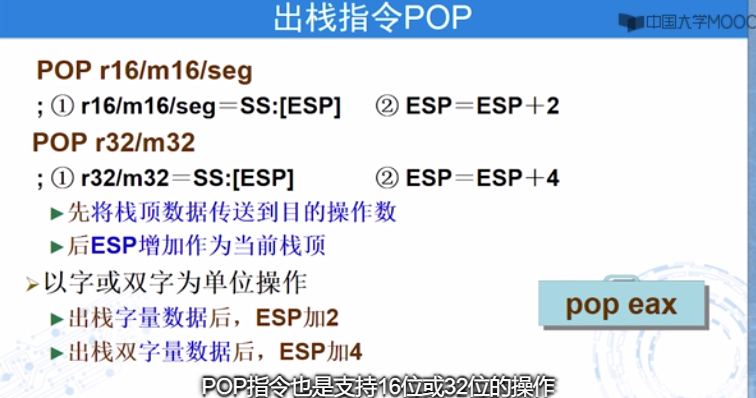 出栈指令POP
中国大学MOOC
POP r16/m16/seg
; ① r16/m16/seg＝SS:[ESP] ② ESP＝ESP＋2
POP r32/m32
; ① r32/m32＝SS:[ESP] ② ESP＝ESP＋4
►先将栈顶数据传送到目的操作数
►后ESP增加作为当前栈顶
➢以字或双字为单位操作
►出栈字量数据后，ESP加2
►出栈双字量数据后，ESP加4
pop eax
POP指令也是支持16位或32位的操作